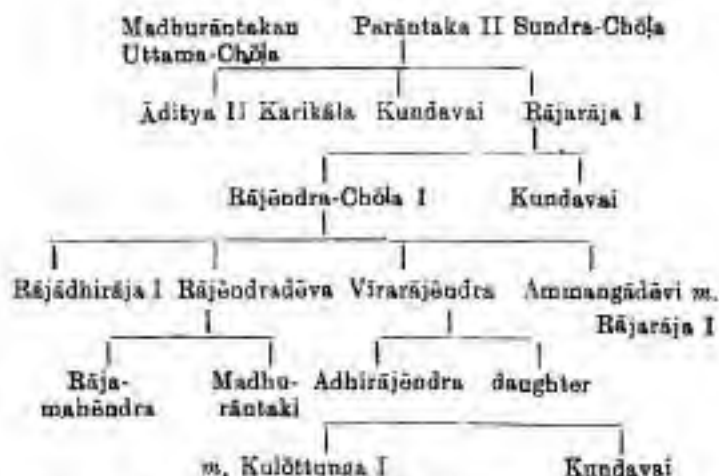 Madhurāntakan Parāntaka II Sundra-Chōḷa
Uttama-Chōḷa
Āditya II Karikāla Kundavai Rājarāja I
Rājēndra-Chōla I Kundavai
Rājādhirāja I Rājēndradēva Vīrarājēndra Ammangādēvi m.
Rājarāja I
Rāja- Madhu- Adhirājēndra daughter
mahēndra rāntaki
m. Kulōttunga I Kundavai